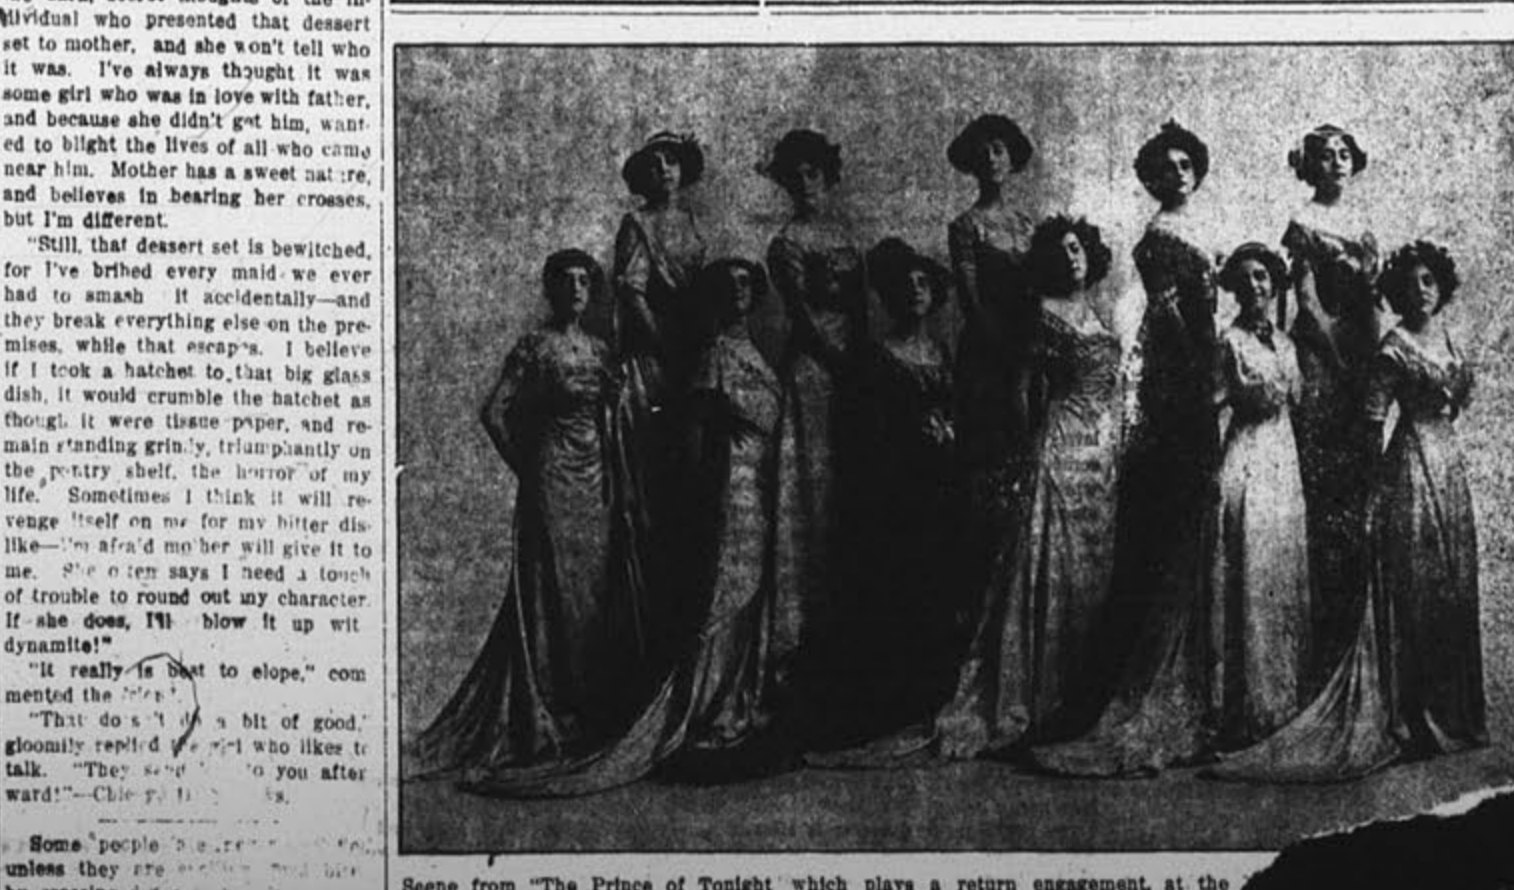 dividual who presented that dessert
set to mother, and she won't tell who
it was. I've always thought it was
some girl who was in love with father,
and because she didn't get him, want-
ed to blight the lives of all who came
near him. Mother has a sweet nature,
and believes in bearing her crosses,
but I'm different.
"Still, that dessert set is bewitched,
for I've bribed every maid we ever
had to smash it accidentally—and
they break everything else on the pre-
mises, while that escapes. I believe
if I took a hatchet to that big glass
dish, it would crumble the hatchet as
though it were tissue paper, and re-
main standing grimly, triumphantly on
the pantry shelf, the horror of my
life. Sometimes I think it will re-
venge itself on me for my bitter dis-
like—I'm afraid mother will give it to
me. She often says I need a touch
of trouble to round out my character.
If she does, I'll blow it up wit
dynamite!"
"It really is best to elope," com
mented the
"That a bit of good,'
gloomily replied the girl who likes to
talk. "They to you after
ward!"
Some people
unless they are
Scene from "The Prince of Tonight' which plays a return engagement, at the